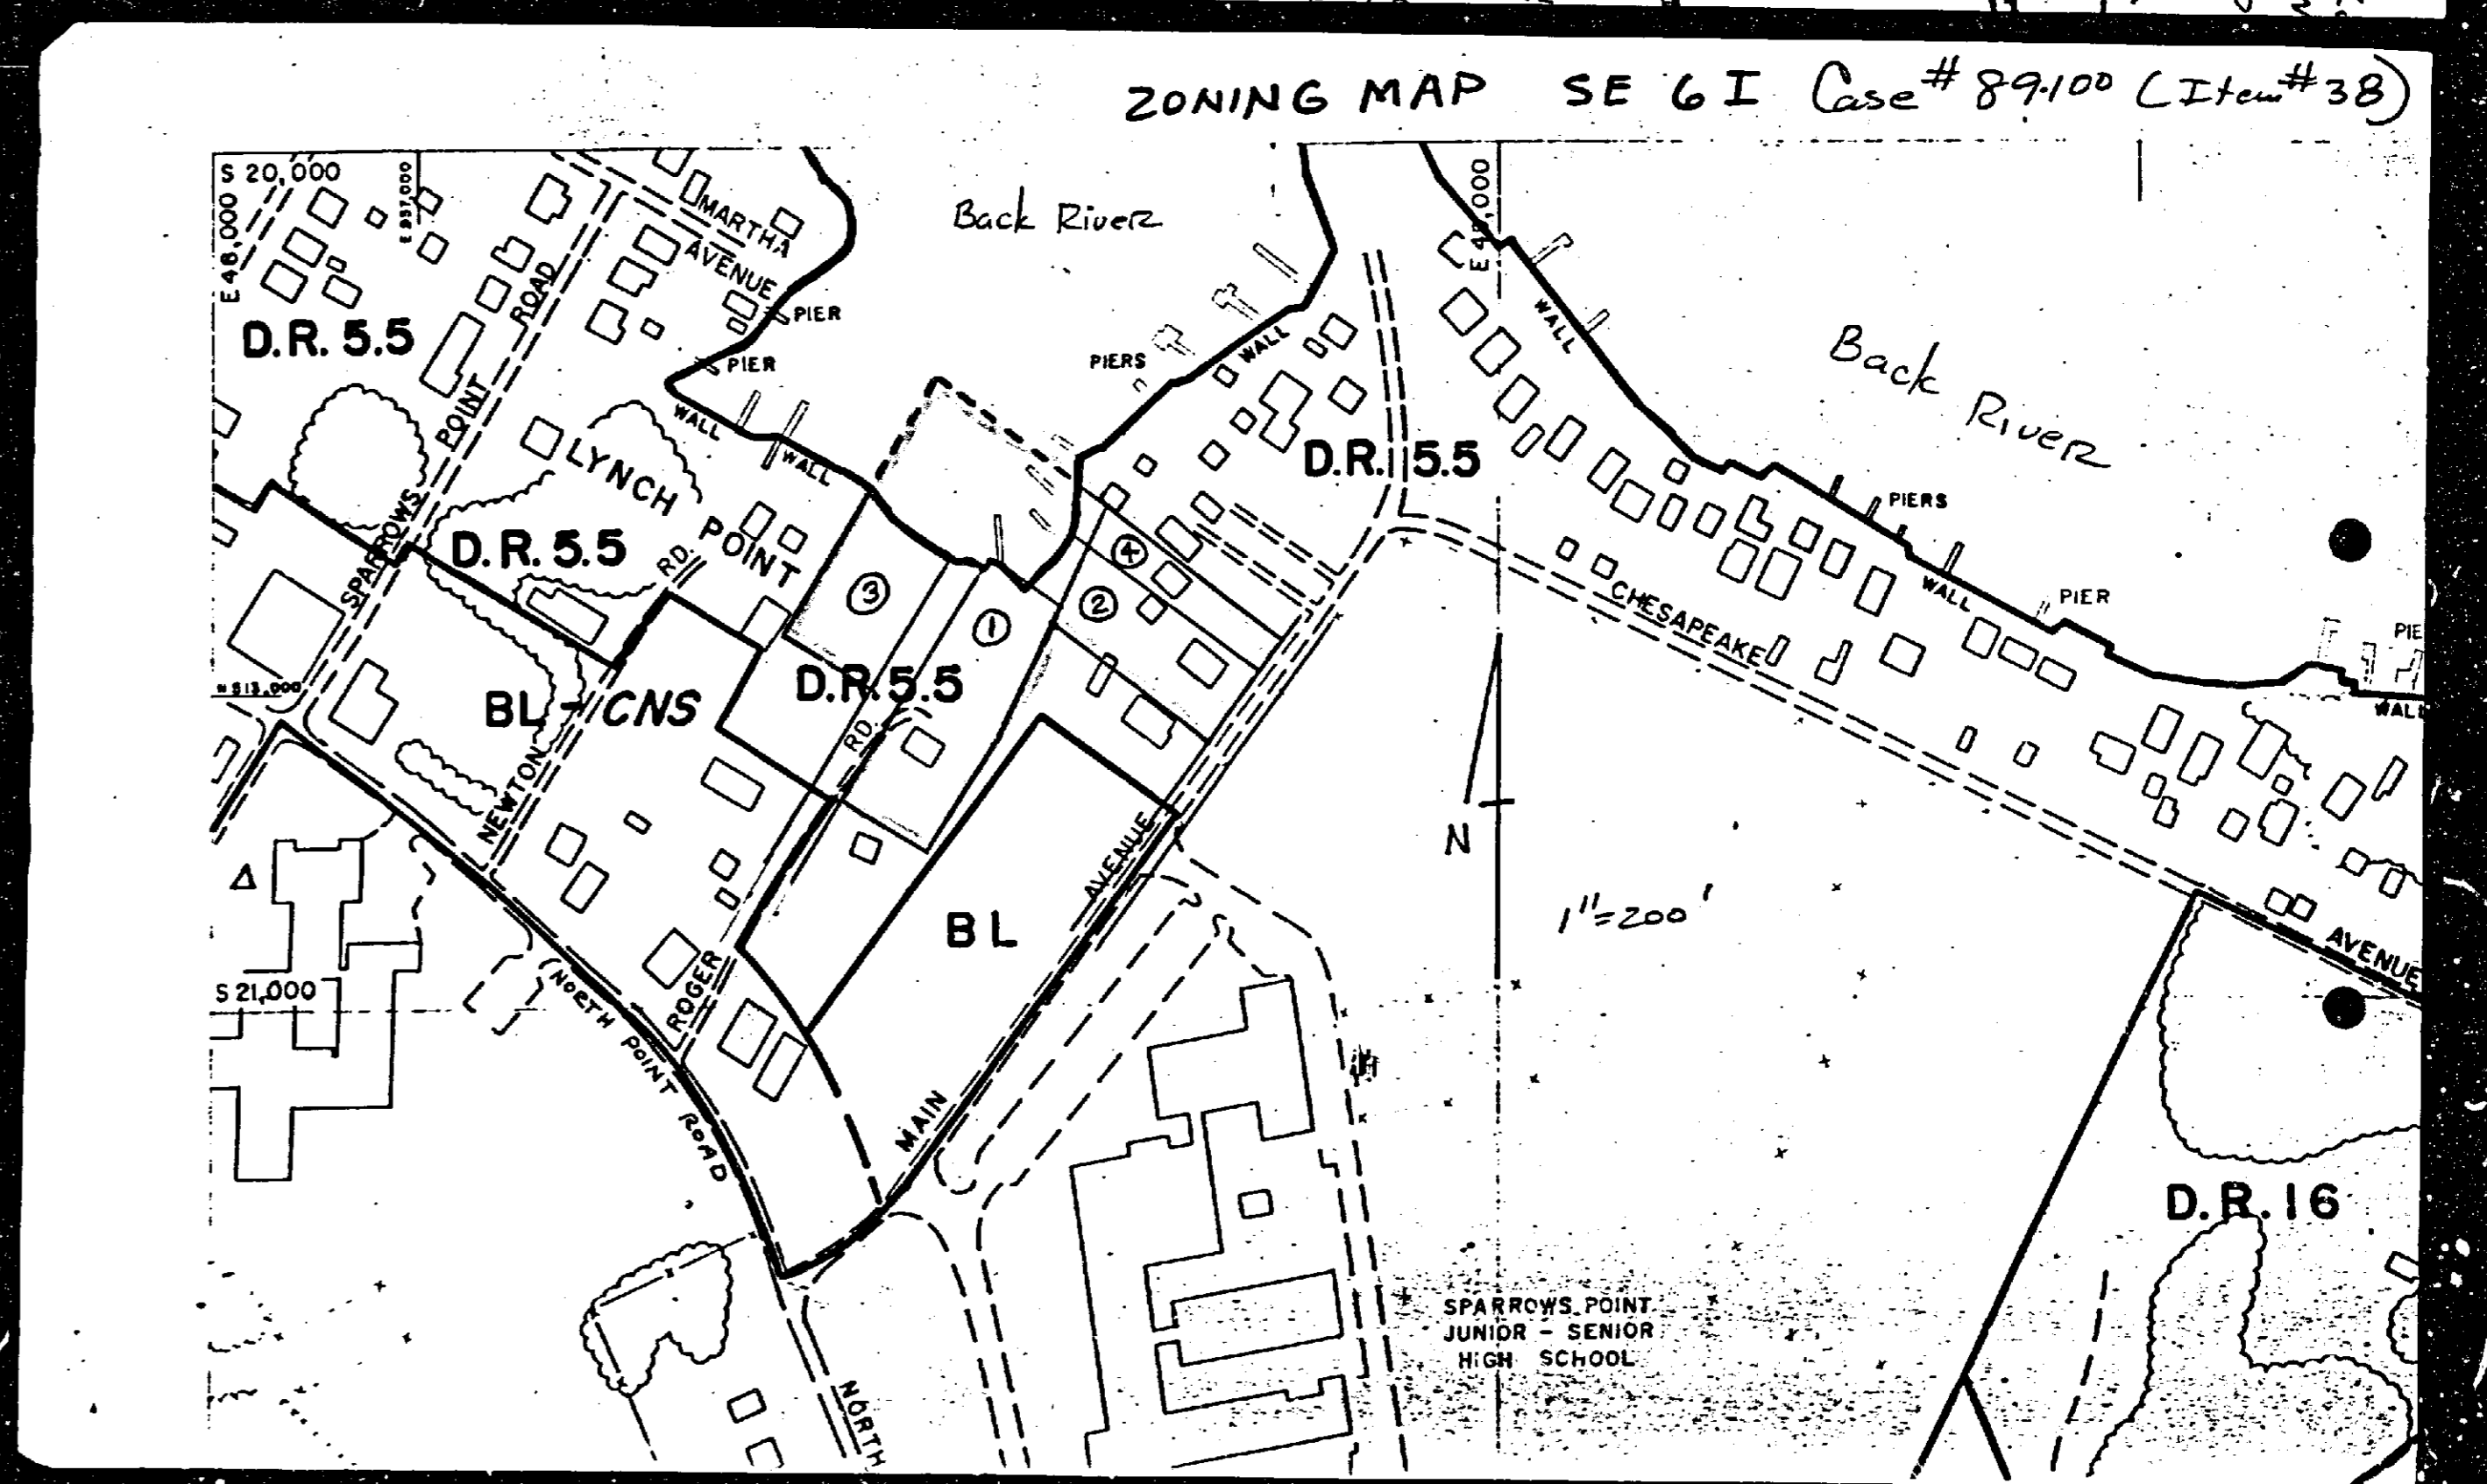 ZONING MAP SE 6 I Case # 89-100 (Item # 38)
S 20,000
E 48,000
E 937,000
MARTHA
AVENUE
Back River
PIER
PIER
PIERS
WALL
WALL
WALL
WALL
D.R. 5.5
SPARROWS POINT ROAD
LYNCH
POINT
D.R. 5.5
D.R. 5.5
Back River
PIERS
WALL
PIER
PIE
WALL
RD.
3
1
2
4
CHESAPEAKE
AVENUE
N 513,000
BL - CNS
D.R. 5.5
NEWTON
RD.
ROGER
AVENUE
MAIN
BL
N
1" = 200'
S 21,000
NORTH POINT ROAD
NORTH
SPARROWS POINT
JUNIOR - SENIOR
HIGH SCHOOL
D.R. 16